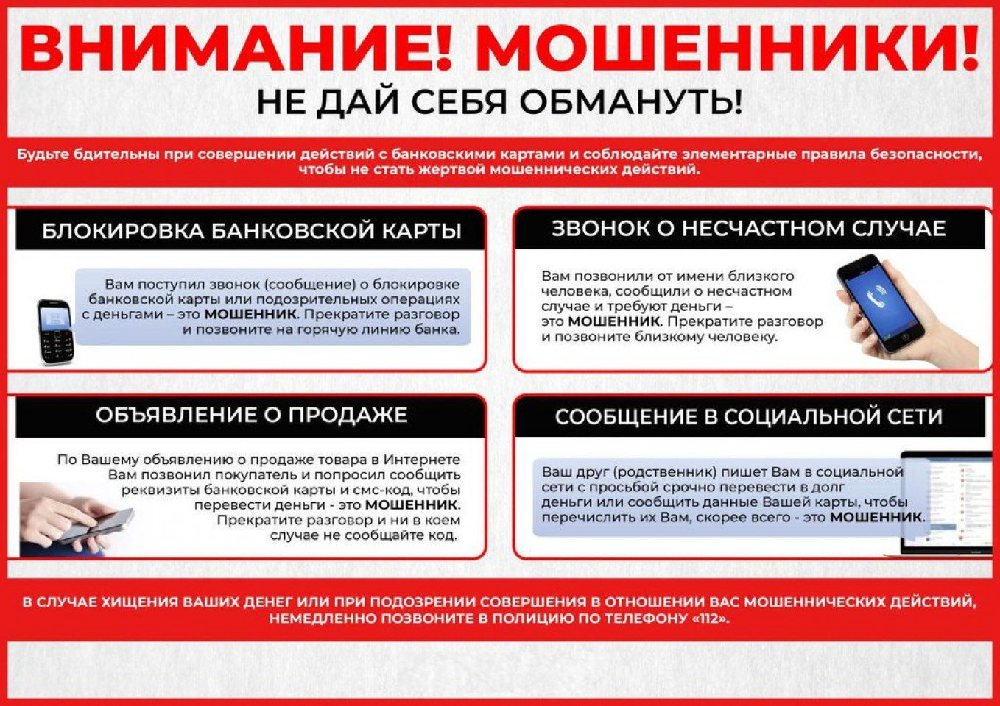 ВНИМАНИЕ! МОШЕННИКИ!
НЕ ДАЙ СЕБЯ ОБМАНУТЬ!
Будьте бдительны при совершении действий с банковскими картами и соблюдайте элементарные правила безопасности,
чтобы не стать жертвой мошеннических действий.
БЛОКИРОВКА БАНКОВСКОЙ КАРТЫ
Вам поступил звонок (сообщение) о блокировке
банковской карты или подозрительных операциях
с деньгами – это МОШЕННИК. Прекратите разговор
и позвоните на горячую линию банка.
ЗВОНОК О НЕСЧАСТНОМ СЛУЧАЕ
Вам позвонили от имени близкого
человека, сообщили о несчастном
случае и требуют деньги –
это МОШЕННИК. Прекратите разговор
и позвоните близкому человеку.
ОБЪЯВЛЕНИЕ О ПРОДАЖЕ
По Вашему объявлению о продаже товара в Интернете
Вам позвонил покупатель и попросил сообщить
реквизиты банковской карты и смс-код, чтобы
перевести деньги - это МОШЕННИК.
Прекратите разговор и ни в коем
случае не сообщайте код.
СООБЩЕНИЕ В СОЦИАЛЬНОЙ СЕТИ
Ваш друг (родственник) пишет Вам в социальной
сети с просьбой срочно перевести в долг
деньги или сообщить данные Вашей карты, чтобы
перечислить их Вам, скорее всего - это МОШЕННИК.
В СЛУЧАЕ ХИЩЕНИЯ ВАШИХ ДЕНЕГ ИЛИ ПРИ ПОДОЗРЕНИИ СОВЕРШЕНИЯ В ОТНОШЕНИИ ВАС МОШЕННИЧЕСКИХ ДЕЙСТВИЙ,
НЕМЕДЛЕННО ПОЗВОНИТЕ В ПОЛИЦИЮ ПО ТЕЛЕФОНУ «112».